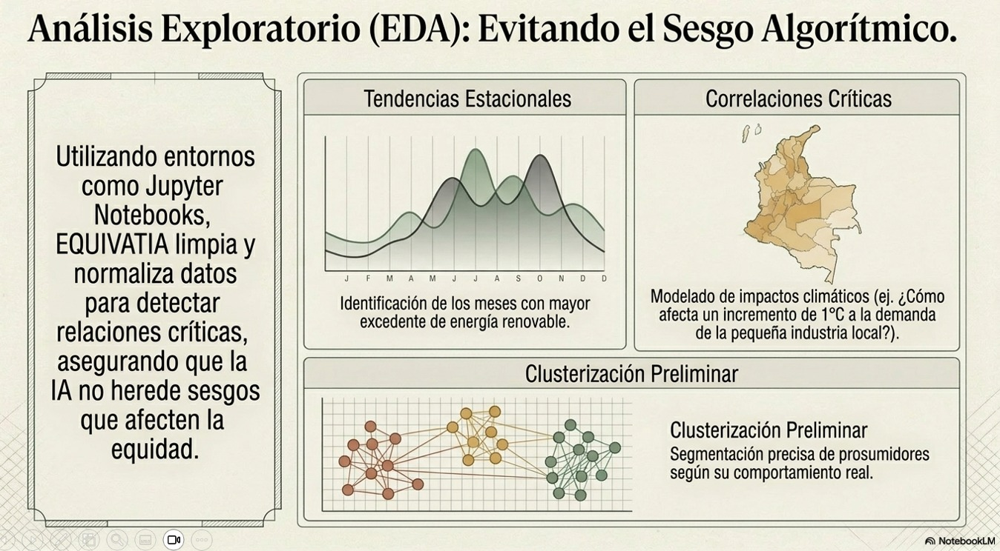 Análisis Exploratorio (EDA): Evitando el Sesgo Algorítmico.
Utilizando entornos
como Jupyter
Notebooks,
EQUIVATIA limpia y
normaliza datos
para detectar
relaciones críticas,
asegurando que la
IA no herede sesgos
que afecten la
equidad.
Tendencias Estacionales
J F M A M J J A S O N D D
Identificación de los meses con mayor
excedente de energía renovable.
Correlaciones Críticas
Modelado de impactos climáticos (ej. ¿Cómo
afecta un incremento de 1°C a la demanda
de la pequeña industria local?).
Clusterización Preliminar
Clusterización Preliminar
Segmentación precisa de prosumidores
según su comportamiento real.
NotebookLM